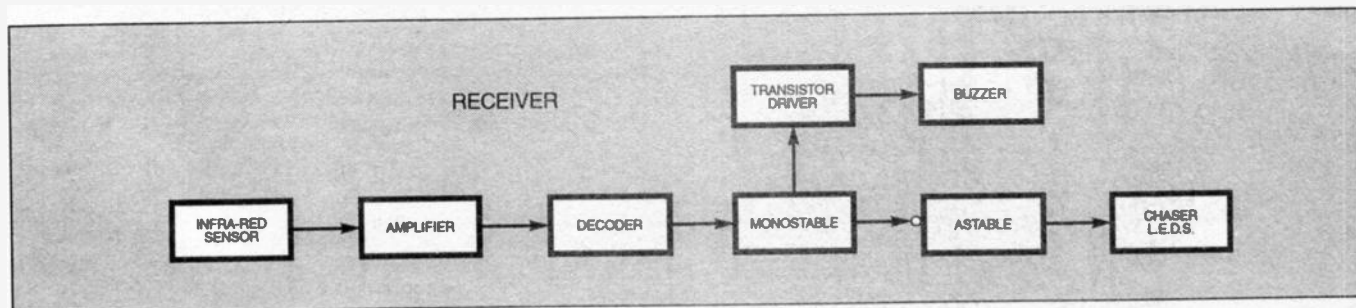 RECEIVER
TRANSISTOR
DRIVER
BUZZER
INFRA-RED
SENSOR
AMPLIFIER
DECODER
MONOSTABLE
ASTABLE
CHASER
L.E.D.S.